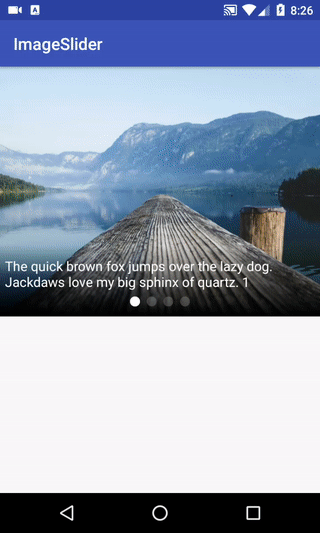 8:26
ImageSlider
The quick brown fox jumps over the lazy dog.
Jackdaws love my big sphinx of quartz. 1